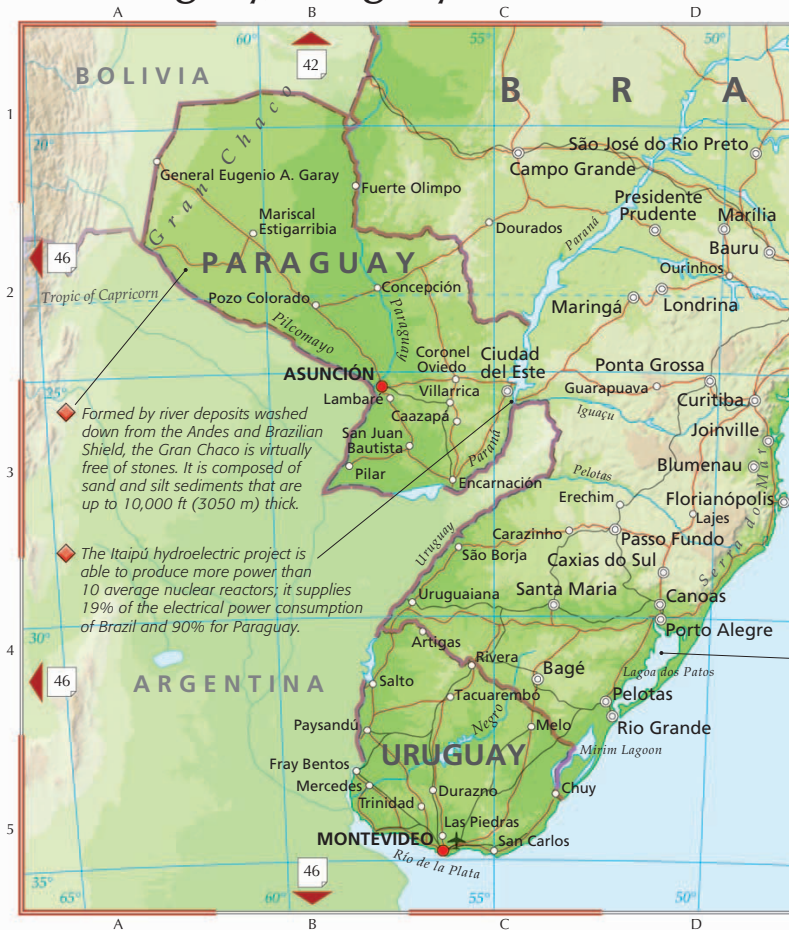 A
B
C
D
60°
42
55°
50°
BOLIVIA
B R A
1
20°
São José do Rio Preto
Gran Chaco
General Eugenio A. Garay
Fuerte Olimpo
Campo Grande
Presidente
Prudente
Marília
Mariscal
Estigarribia
Dourados
Paraná
Bauru
46
PARAGUAY
Ourinhos
2
Tropic of Capricorn
Pozo Colorado
Concepción
Maringá
Londrina
Pilcomayo
Paraguay
Coronel
Oviedo
Ciudad
del Este
Ponta Grossa
ASUNCIÓN
25°
Lambaré
Villarrica
Guarapuava
Curitiba
Caazapá
Iguaçu
Formed by river deposits washed
down from the Andes and Brazilian
Shield, the Gran Chaco is virtually
free of stones. It is composed of
sand and silt sediments that are
up to 10,000 ft (3050 m) thick.
San Juan
Bautista
Paraná
Joinville
3
Pilar
Encarnación
Pelotas
Blumenau
Erechim
Florianópolis
Lajes
Serra do Mar
Uruguay
Carazinho
Passo Fundo
São Borja
Caxias do Sul
The Itaipú hydroelectric project is
able to produce more power than
10 average nuclear reactors; it supplies
19% of the electrical power consumption
of Brazil and 90% for Paraguay.
Uruguaiana
Santa Maria
Canoas
30°
Porto Alegre
4
Artigas
Rivera
Bagé
Lagoa dos Patos
46
ARGENTINA
Salto
Tacuarembó
Pelotas
Negro
Paysandú
Melo
Rio Grande
URUGUAY
Mirim Lagoon
Fray Bentos
Mercedes
Durazno
Chuy
Trinidad
5
Las Piedras
MONTEVIDEO
San Carlos
Río de la Plata
46
35°
65°
60°
55°
50°
A
B
C
D